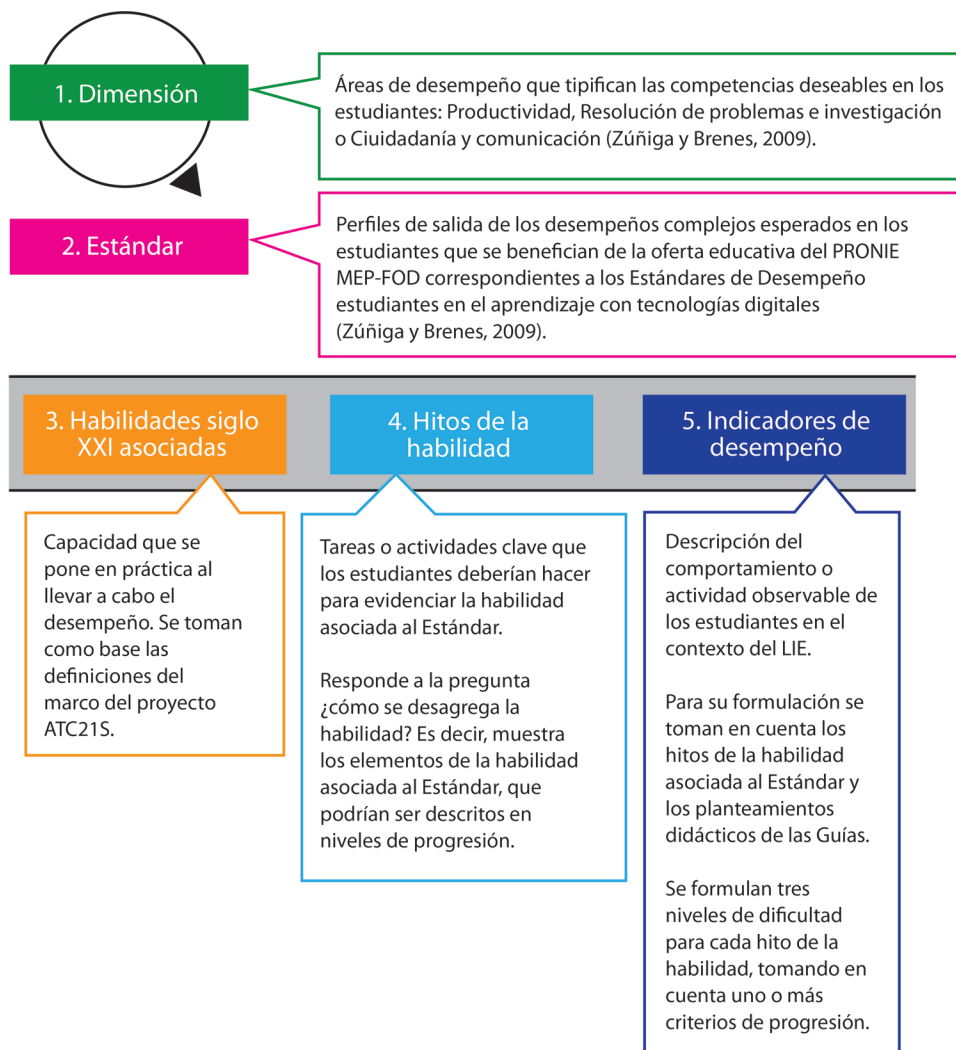 1. Dimensión
Áreas de desempeño que tipifican las competencias deseables en los
estudiantes: Productividad, Resolución de problemas e investigación
o Ciuidadanía y comunicación (Zúñiga y Brenes, 2009).
2. Estándar
Perfiles de salida de los desempeños complejos esperados en los
estudiantes que se benefician de la oferta educativa del PRONIE
MEP-FOD correspondientes a los Estándares de Desempeño
estudiantes en el aprendizaje con tecnologías digitales
(Zúñiga y Brenes, 2009).
3. Habilidades siglo
XXI asociadas
Capacidad que se
pone en práctica al
llevar a cabo el
desempeño. Se toman
como base las
definiciones del
marco del proyecto
ATC21S.
4. Hitos de la
habilidad
Tareas o actividades clave que
los estudiantes deberían hacer
para evidenciar la habilidad
asociada al Estándar.
Responde a la pregunta
¿cómo se desagrega la
habilidad? Es decir, muestra
los elementos de la habilidad
asociada al Estándar, que
podrían ser descritos en
niveles de progresión.
5. Indicadores de
desempeño
Descripción del
comportamiento o
actividad observable de
los estudiantes en el
contexto del LIE.
Para su formulación se
toman en cuenta los
hitos de la habilidad
asociada al Estándar y
los planteamientos
didácticos de las Guías.
Se formulan tres
niveles de dificultad
para cada hito de la
habilidad, tomando en
cuenta uno o más
criterios de progresión.